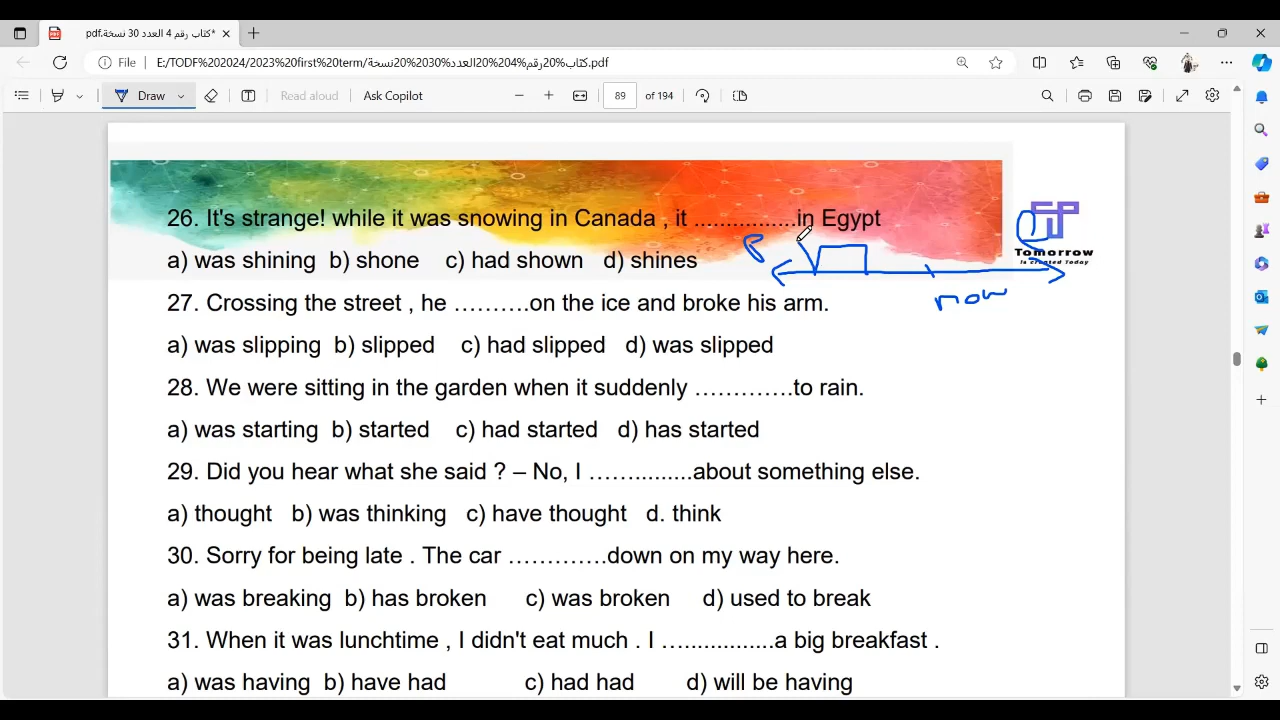 *كتاب رقم 4 العدد 30 نسخة.pdf
File
E:/TODF%202024/2023%20first%20term/كتاب%20رقم%204%20العدد%2030%20نسخة.pdf
Draw
Read aloud
Ask Copilot
89 of 194
26. It's strange! while it was snowing in Canada , it ................in Egypt
a) was shining b) shone c) had shown d) shines
Tomorrow
is created Today
now
27. Crossing the street , he ……….on the ice and broke his arm.
a) was slipping b) slipped c) had slipped d) was slipped
28. We were sitting in the garden when it suddenly ………….to rain.
a) was starting b) started c) had started d) has started
29. Did you hear what she said ? – No, I …….........about something else.
a) thought b) was thinking c) have thought d. think
30. Sorry for being late . The car ………….down on my way here.
a) was breaking b) has broken c) was broken d) used to break
31. When it was lunchtime , I didn't eat much . I …..............a big breakfast .
a) was having b) have had c) had had d) will be having